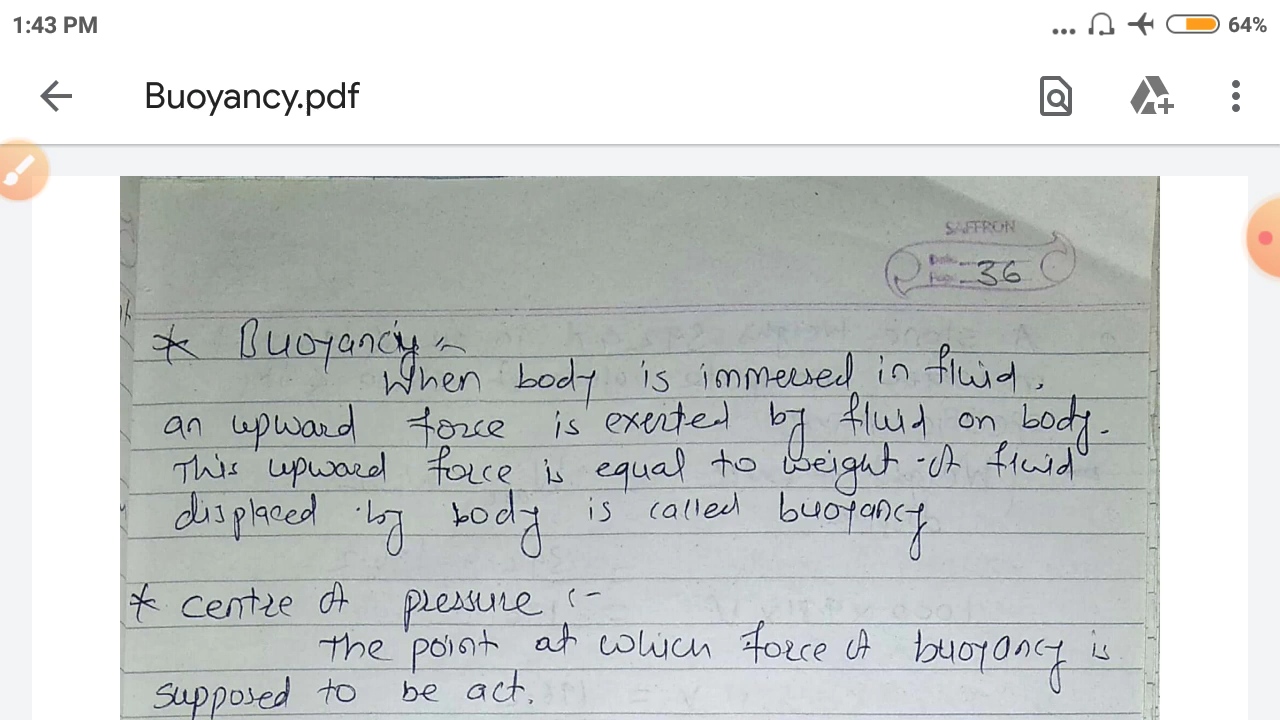 1:43 PM
... 64%
Buoyancy.pdf
SAFFRON
Date
Page 36
* Buoyancy :-
When body is immersed in fluid,
an upward force is exerted by fluid on body.
This upward force is equal to weight of fluid
displaced by body is called buoyancy
* centre of pressure :-
The point at which force of buoyancy is
supposed to be act.